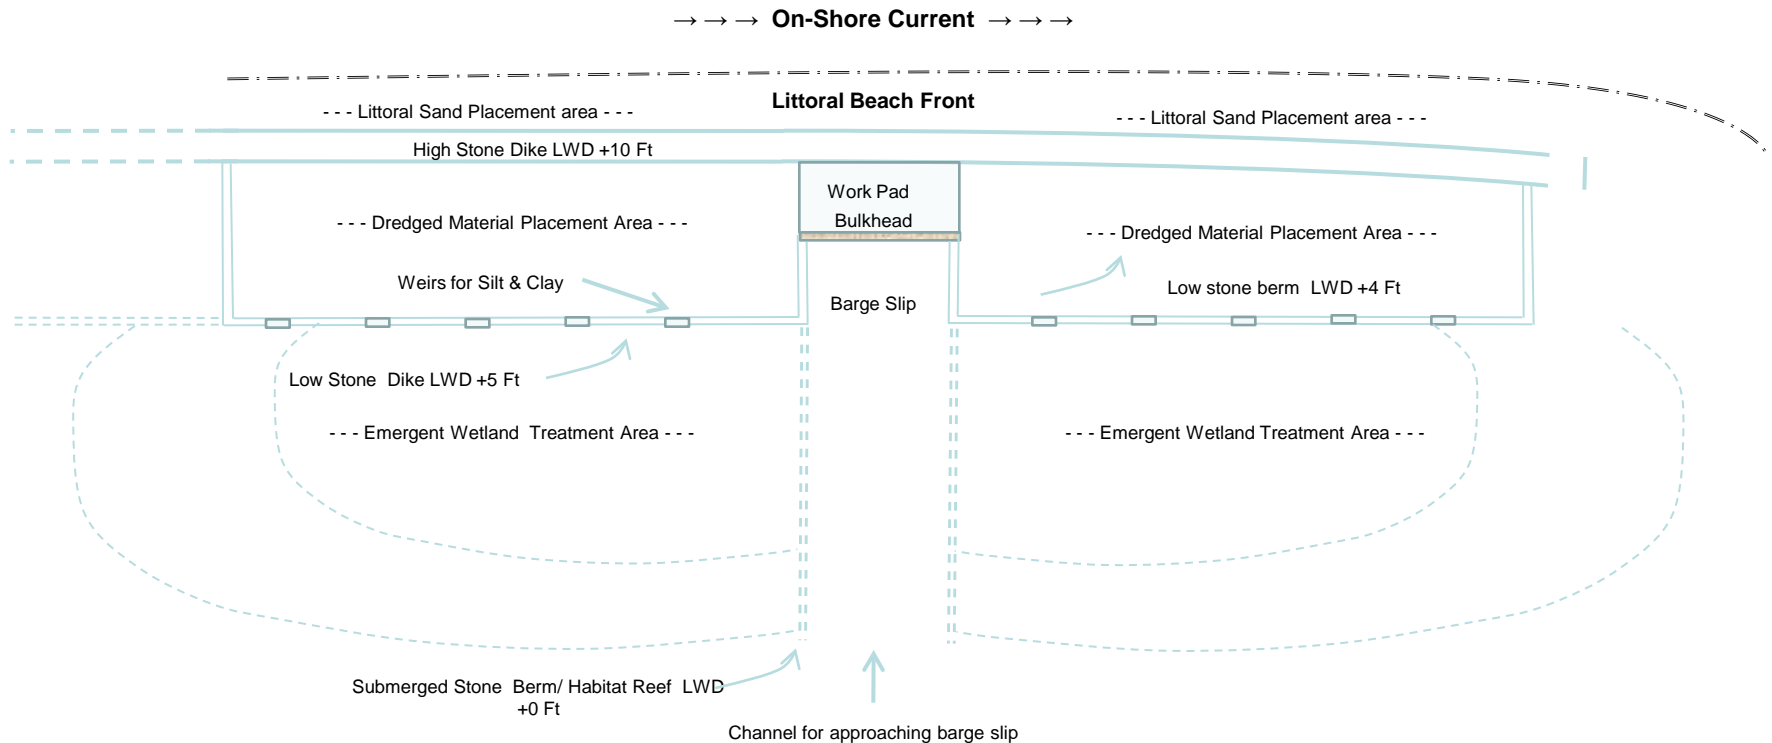 →→→ On-Shore Current →→→
Littoral Beach Front
- - - Littoral Sand Placement area - - -
- - - Littoral Sand Placement area - - -
High Stone Dike LWD +10 Ft
Work Pad
Bulkhead
- - - Dredged Material Placement Area - - -
- - - Dredged Material Placement Area - - -
Weirs for Silt & Clay
Barge Slip
Low stone berm LWD +4 Ft
Low Stone Dike LWD +5 Ft
- - - Emergent Wetland Treatment Area - - -
- - - Emergent Wetland Treatment Area - - -
Submerged Stone Berm/ Habitat Reef LWD
+0 Ft
Channel for approaching barge slip